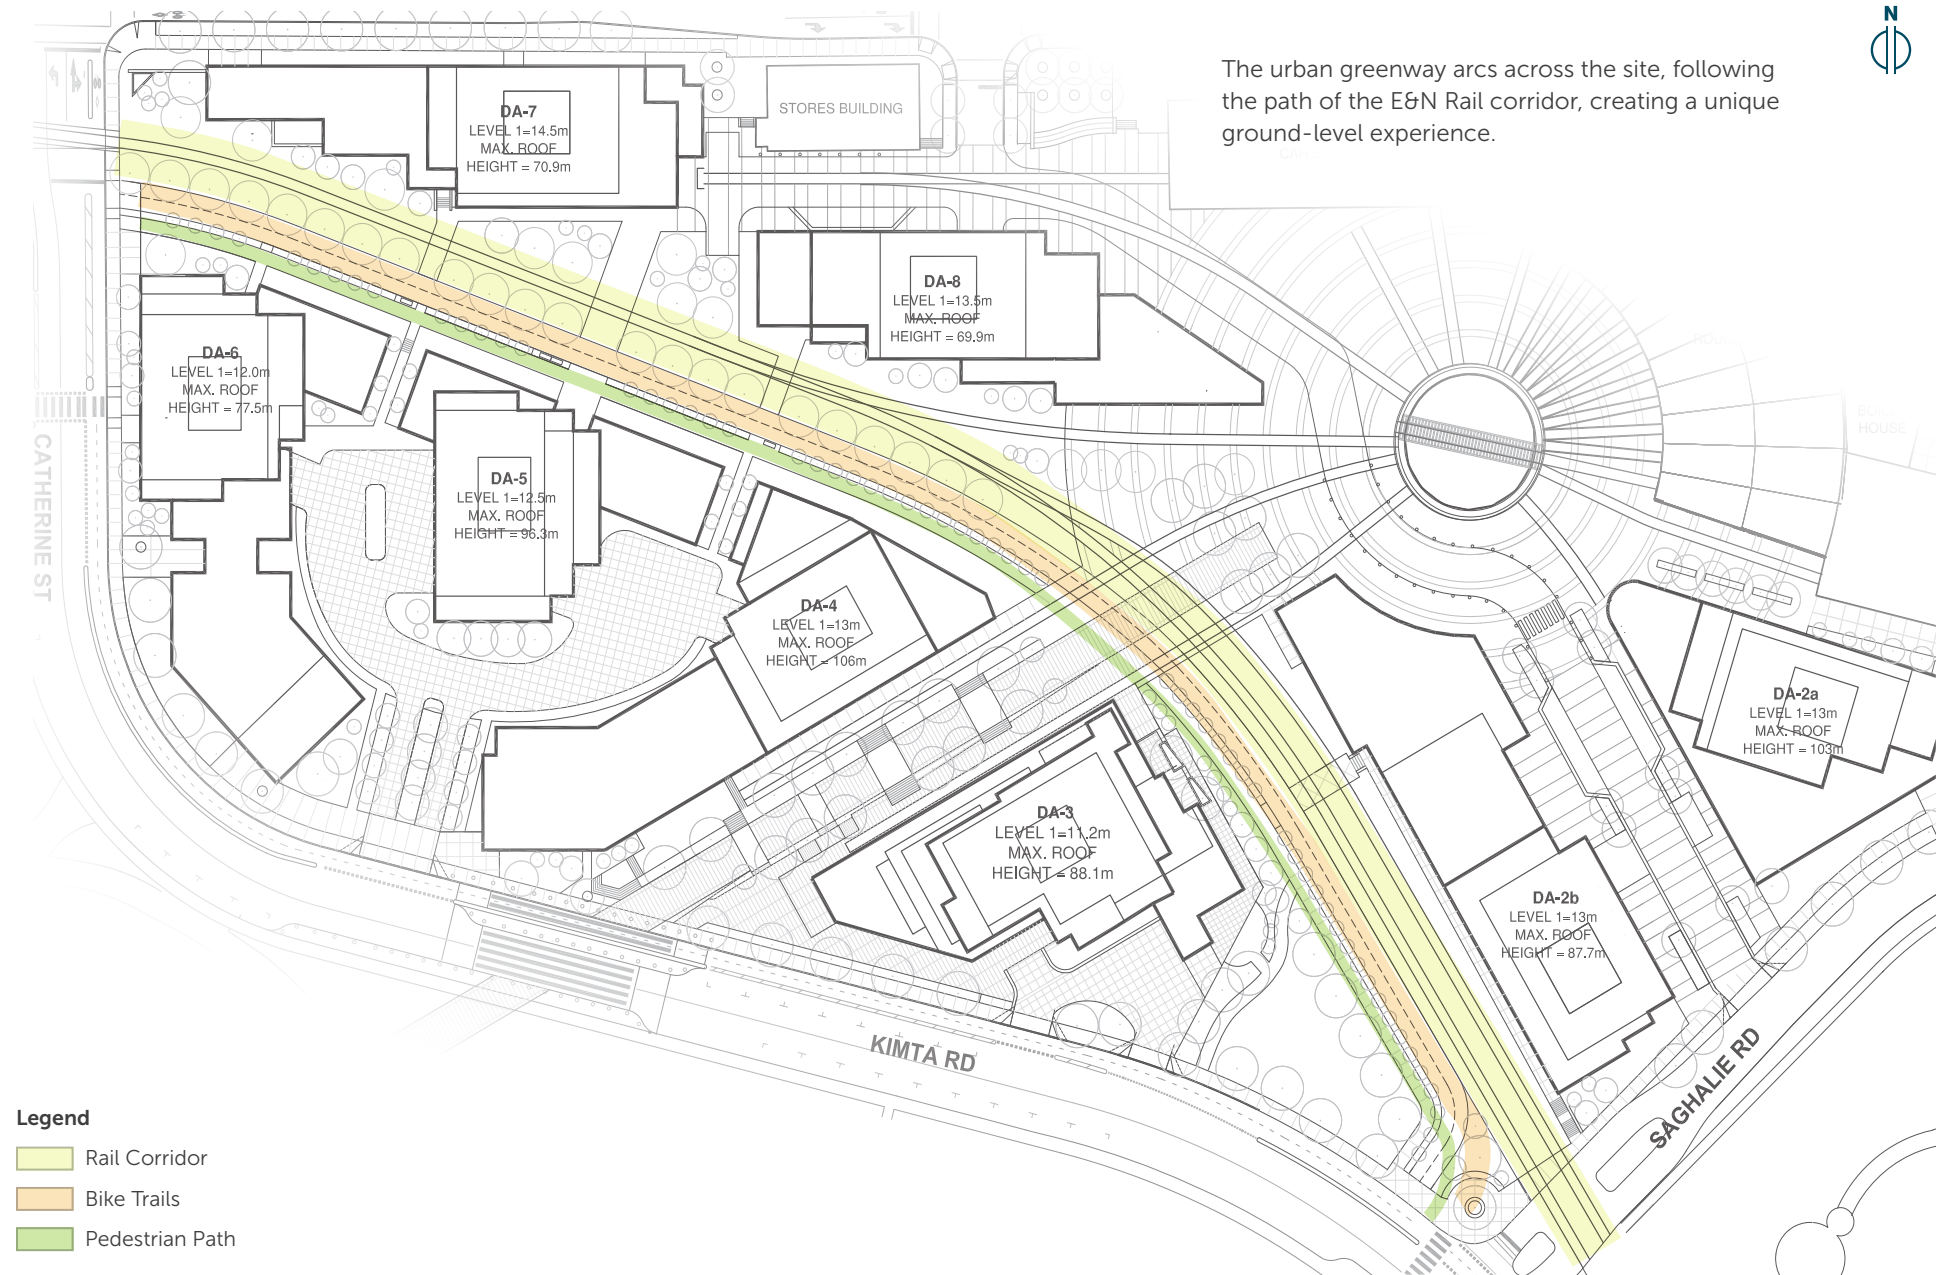 N
The urban greenway arcs across the site, following
the path of the E&N Rail corridor, creating a unique
ground-level experience.
STORES BUILDING
DA-7
LEVEL 1=14.5m
MAX. ROOF
HEIGHT = 70.9m
DA-8
LEVEL 1=13.5m
MAX. ROOF
HEIGHT = 69.9m
DA-6
LEVEL 1=12.0m
MAX. ROOF
HEIGHT = 77.5m
HOUSE
CATHERINE ST
DA-5
LEVEL 1=12.5m
MAX. ROOF
HEIGHT = 96.3m
DA-4
LEVEL 1=13m
MAX. ROOF
HEIGHT = 106m
DA-2a
LEVEL 1=13m
MAX. ROOF
HEIGHT = 103m
DA-3
LEVEL 1=11.2m
MAX. ROOF
HEIGHT = 88.1m
DA-2b
LEVEL 1=13m
MAX. ROOF
HEIGHT = 87.7m
KIMTA RD
SAGHALIE RD
Legend
Rail Corridor
Bike Trails
Pedestrian Path